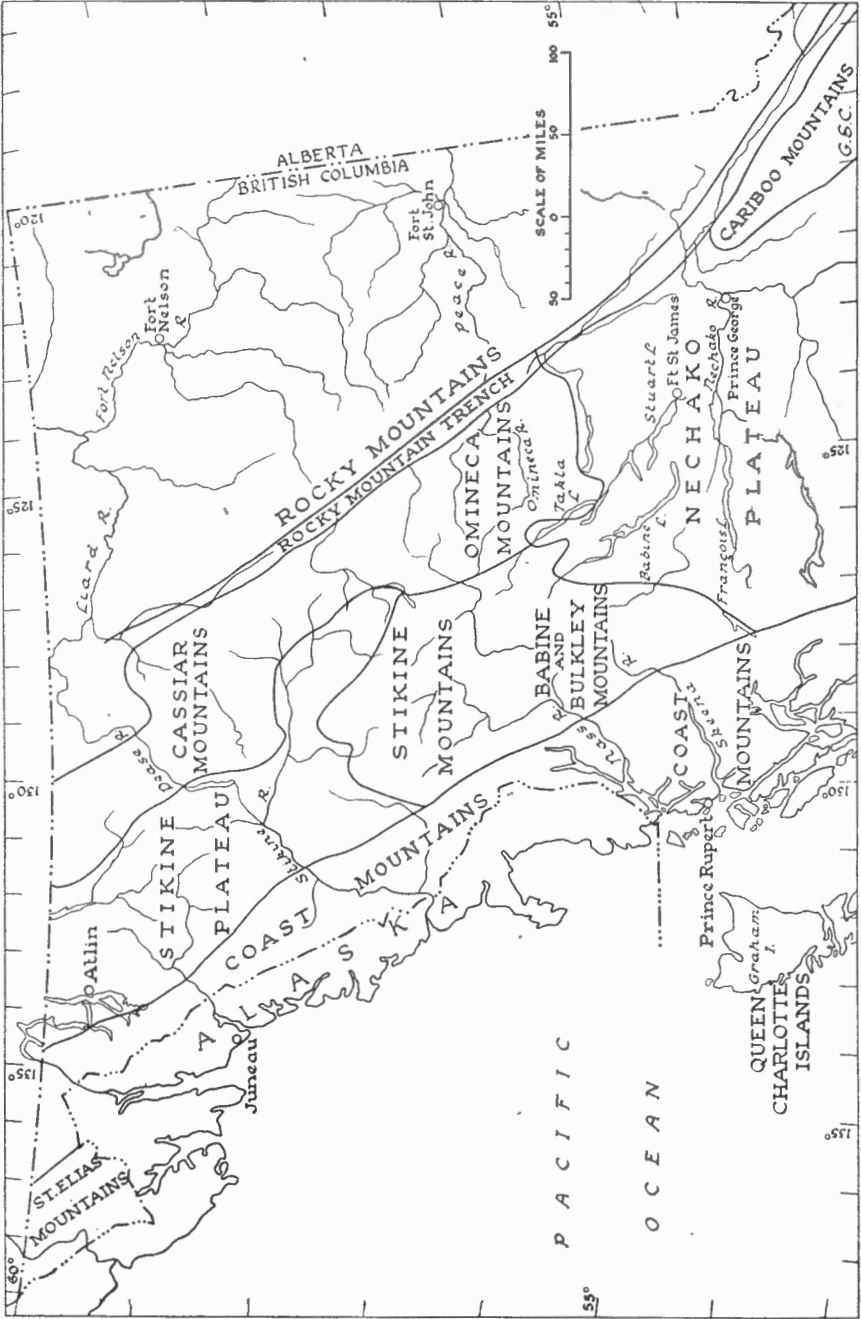 60°
ST. ELIAS
MOUNTAINS
135°
Juneau
Atlin
ALASKA
COAST
MOUNTAINS
STIKINE
PLATEAU
Stikine R.
130°
Dease R.
CASSIAR
MOUNTAINS
STIKINE
MOUNTAINS
Liard R.
125°
ROCKY MOUNTAINS
ROCKY MOUNTAIN TRENCH
Fort Nelson
R.
Fort
Nelson
120°
ALBERTA
BRITISH COLUMBIA
Fort
St. John
Peace R.
OMINECA
MOUNTAINS
Omineca R.
Takla
L.
BABINE
AND
BULKLEY
MOUNTAINS
Babine L.
Stuart L.
Ft St James
NECHAKO
PLATEAU
Nechako R.
Prince George
François L.
CARIBOO MOUNTAINS
G.S.C.
SCALE OF MILES
50 0 50 100
55°
Nass R.
COAST
MOUNTAINS
Skeena R.
Prince Rupert
Graham
I.
QUEEN
CHARLOTTE
ISLANDS
PACIFIC
OCEAN
55°
125°
130°
135°